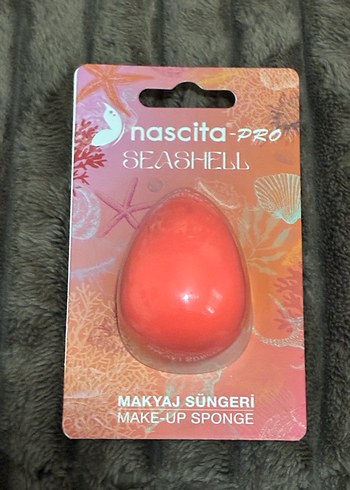 nascita-PRO
SEASHELL
MAKYAJ SÜNGERİ
MAKE-UP SPONGE